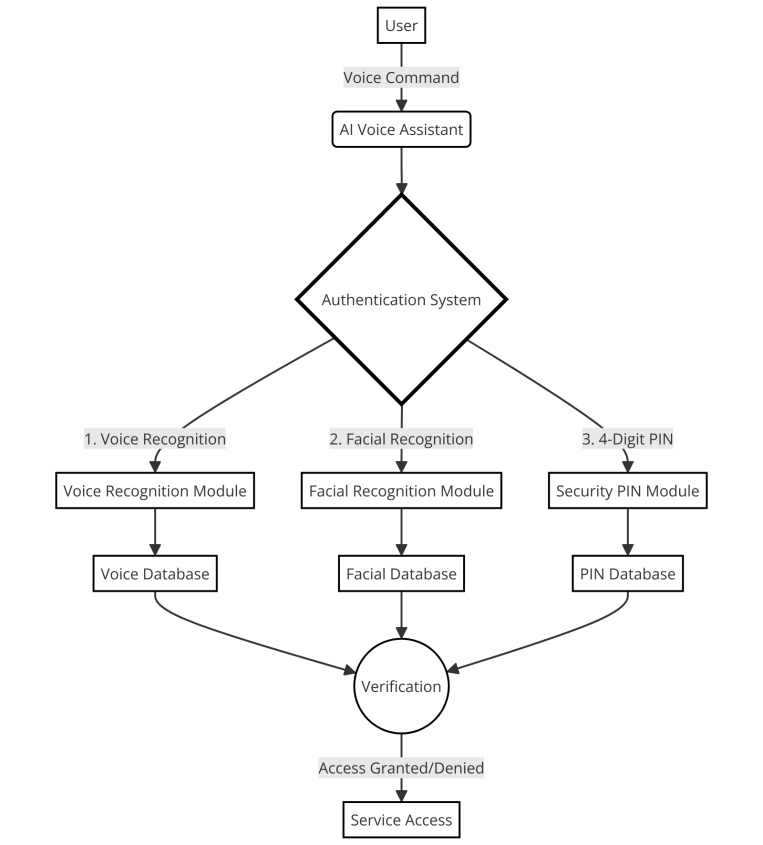 User
Voice Command
AI Voice Assistant
Authentication System
1. Voice Recognition
2. Facial Recognition
3. 4-Digit PIN
Voice Recognition Module
Facial Recognition Module
Security PIN Module
Voice Database
Facial Database
PIN Database
Verification
Access Granted/Denied
Service Access